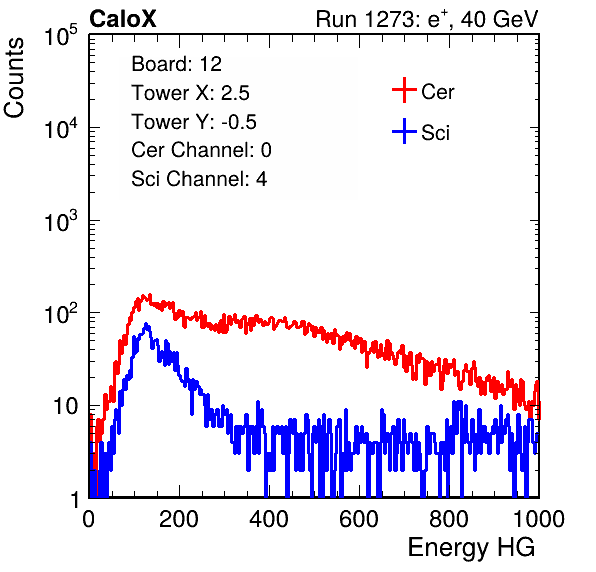 CaloX Run 1273: e⁺, 40 GeV
Counts
Board: 12
Tower X: 2.5
Tower Y: -0.5
Cer Channel: 0
Sci Channel: 4
Cer
Sci
10⁵
10⁴
10³
10²
10
1
0 200 400 600 800 1000
Energy HG